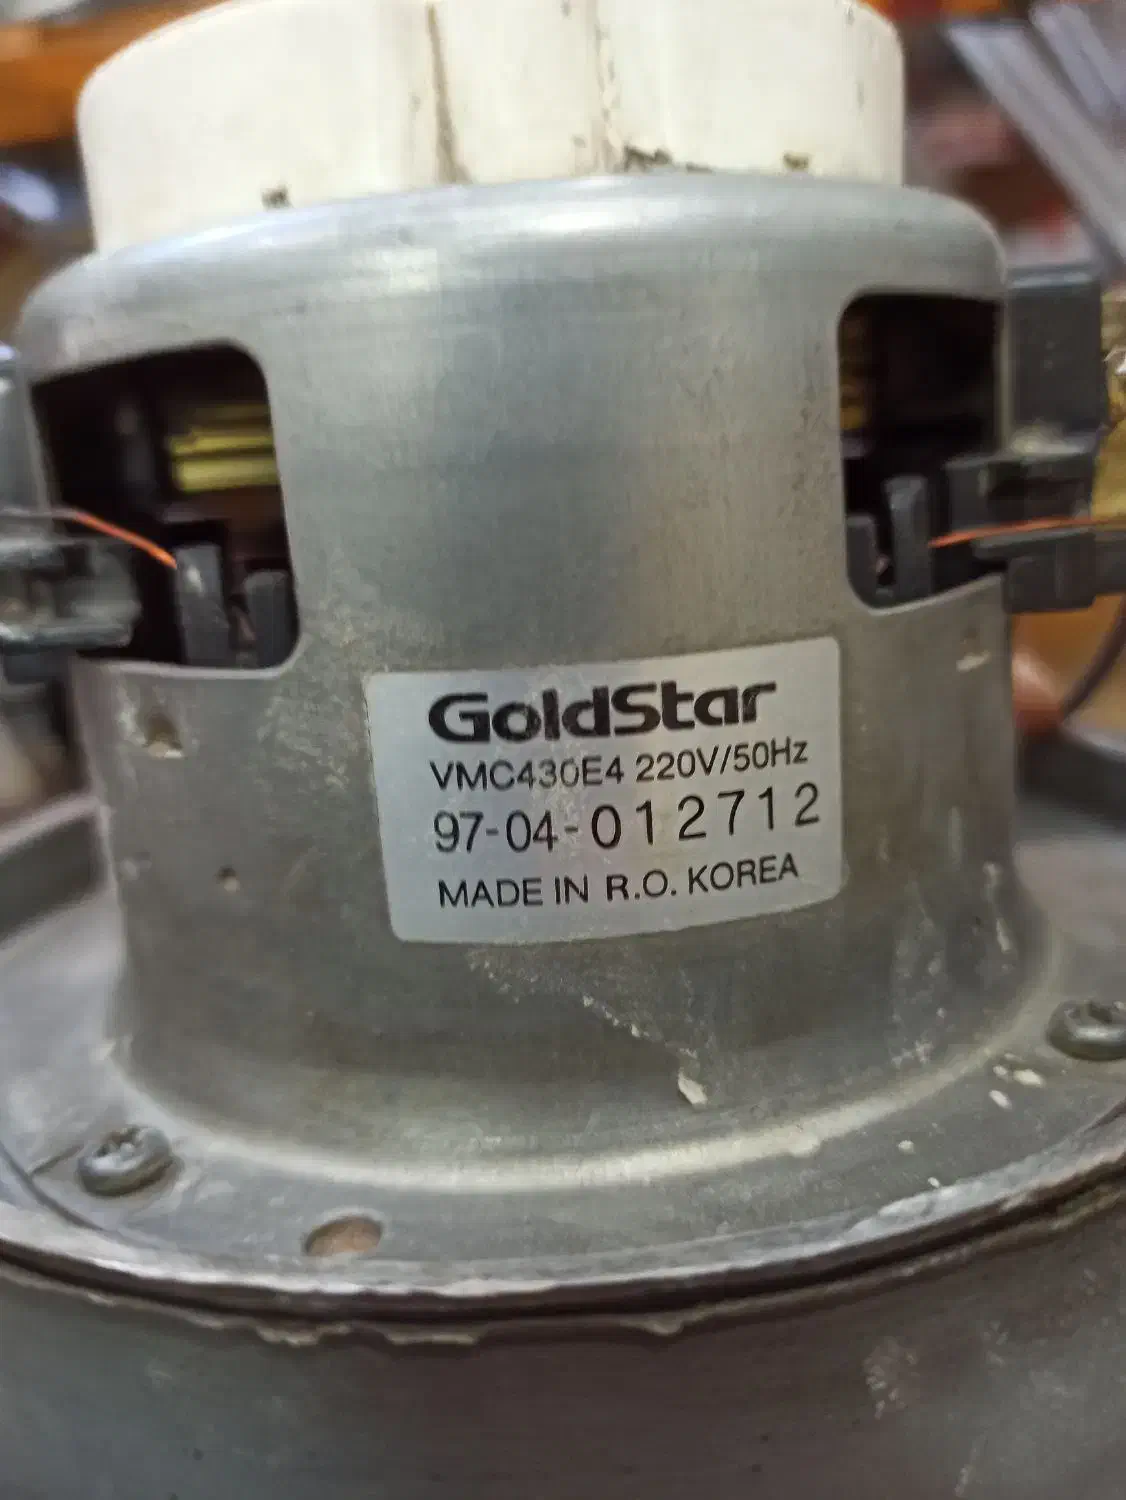 GoldStar
VMC430E4 220V/50Hz
97-04-012712
MADE IN R.O. KOREA